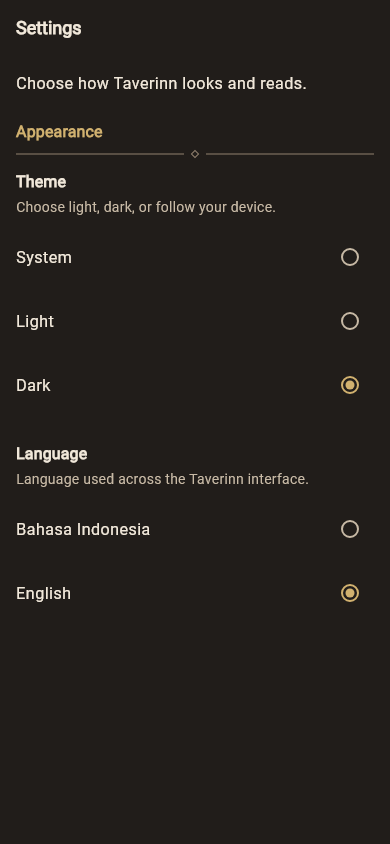 Settings
Choose how Taverinn looks and reads.
Appearance
Theme
Choose light, dark, or follow your device.
System
Light
Dark
Language
Language used across the Taverinn interface.
Bahasa Indonesia
English